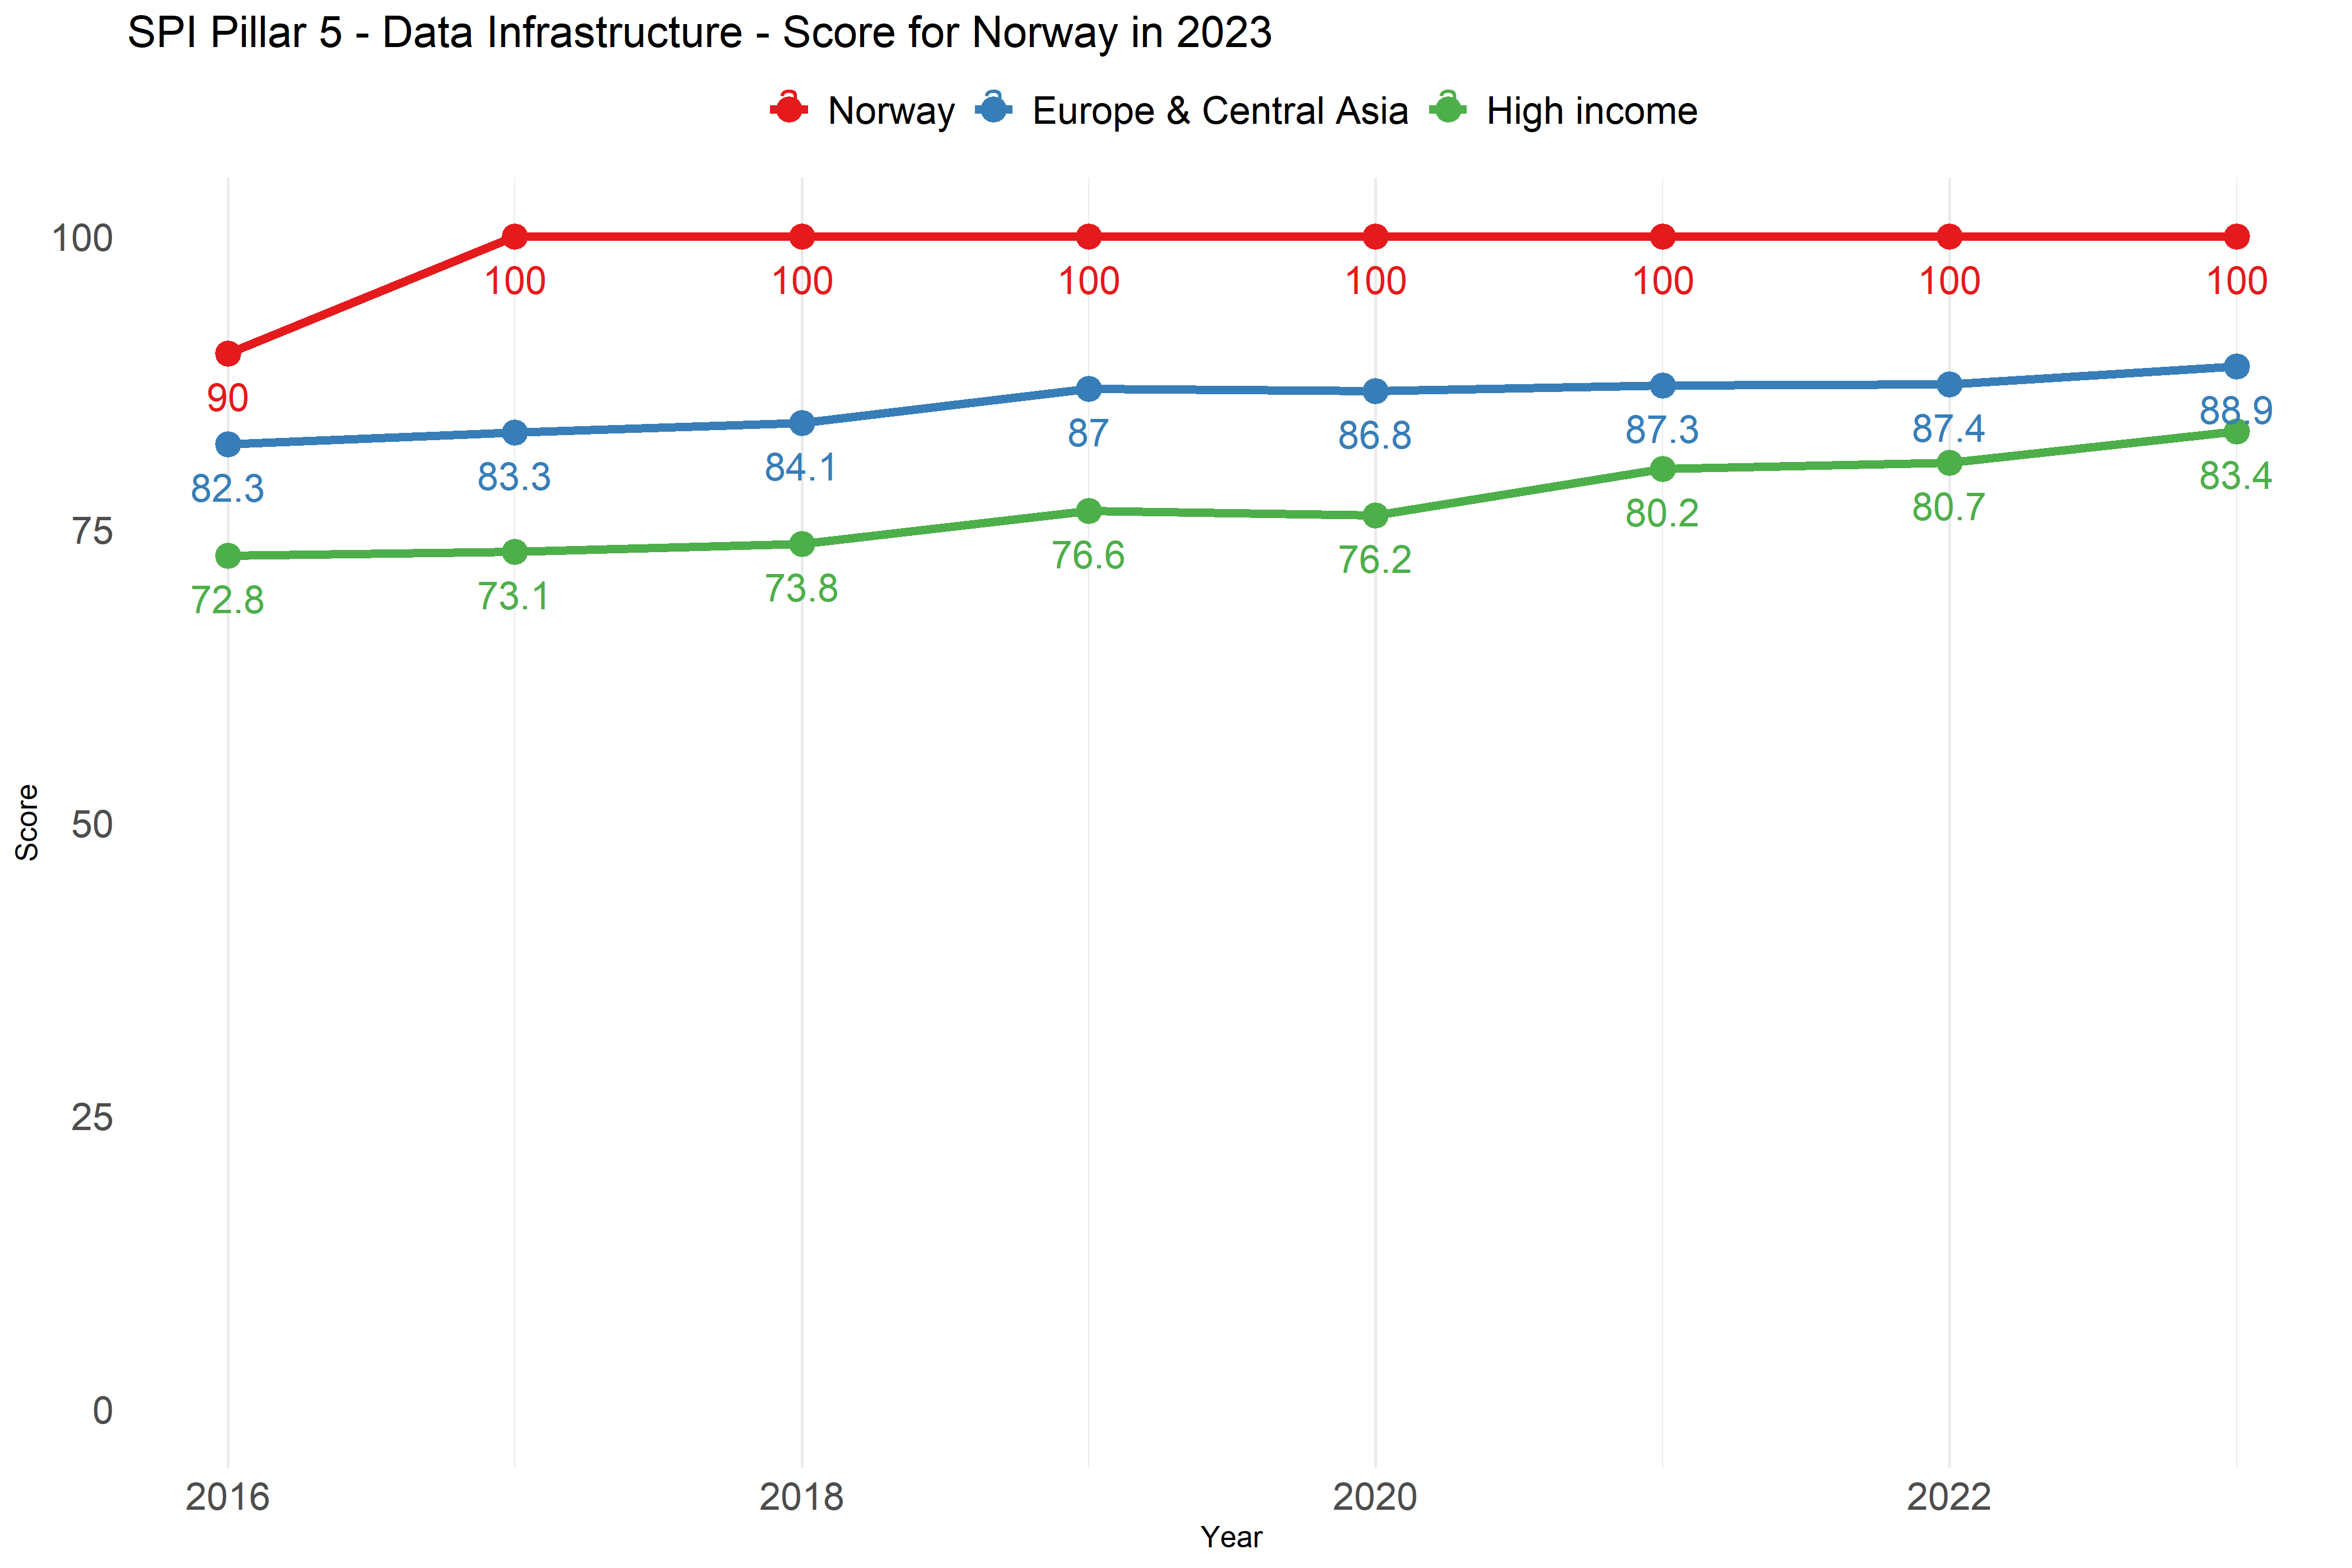 SPI Pillar 5 - Data Infrastructure - Score for Norway in 2023
Norway Europe & Central Asia High income
100
100 100 100 100 100 100 100
90
88.9
87 86.8 87.3 87.4
82.3 83.3 84.1
83.4
80.2 80.7
75
76.6 76.2
72.8 73.1 73.8
50
Score
25
0
2016 2018 2020 2022
Year